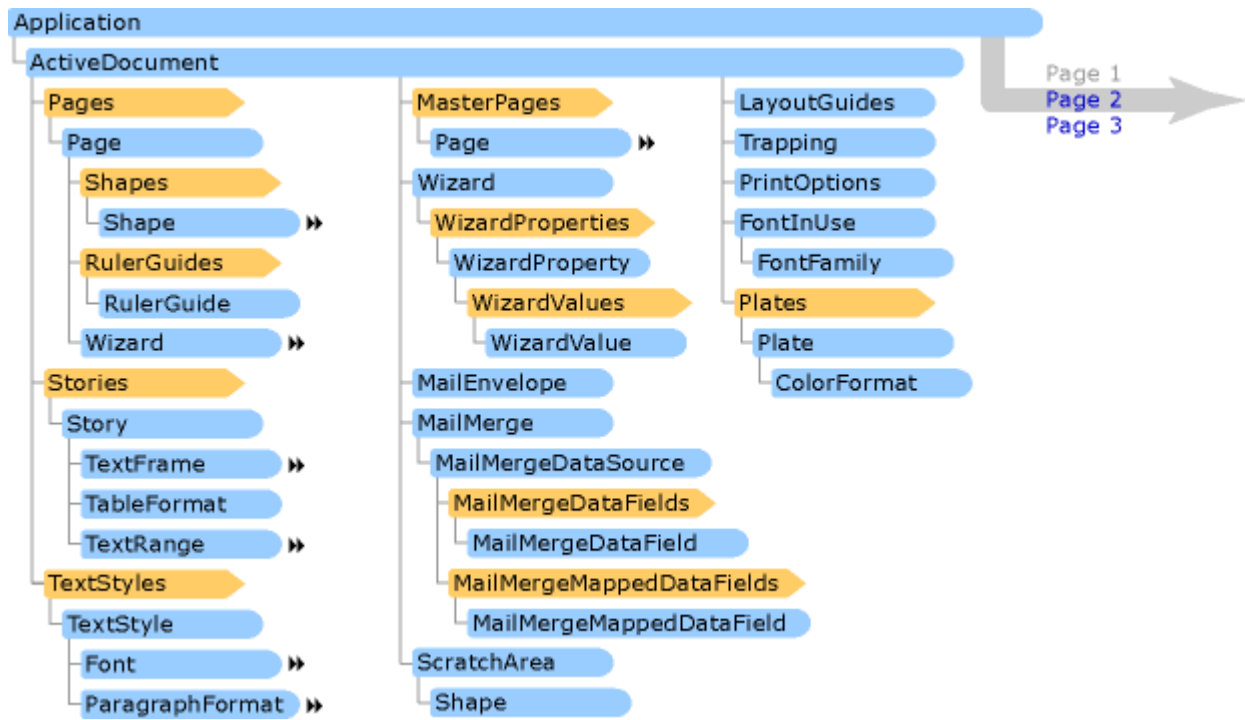 Application
ActiveDocument
Pages
Page
Shapes
Shape
RulerGuides
RulerGuide
Wizard
Stories
Story
TextFrame
TableFormat
TextRange
TextStyles
TextStyle
Font
ParagraphFormat
MasterPages
Page
Wizard
WizardProperties
WizardProperty
WizardValues
WizardValue
MailEnvelope
MailMerge
MailMergeDataSource
MailMergeDataFields
MailMergeDataField
MailMergeMappedDataFields
MailMergeMappedDataField
ScratchArea
Shape
LayoutGuides
Trapping
PrintOptions
FontInUse
FontFamily
Plates
Plate
ColorFormat
Page 1
Page 2
Page 3